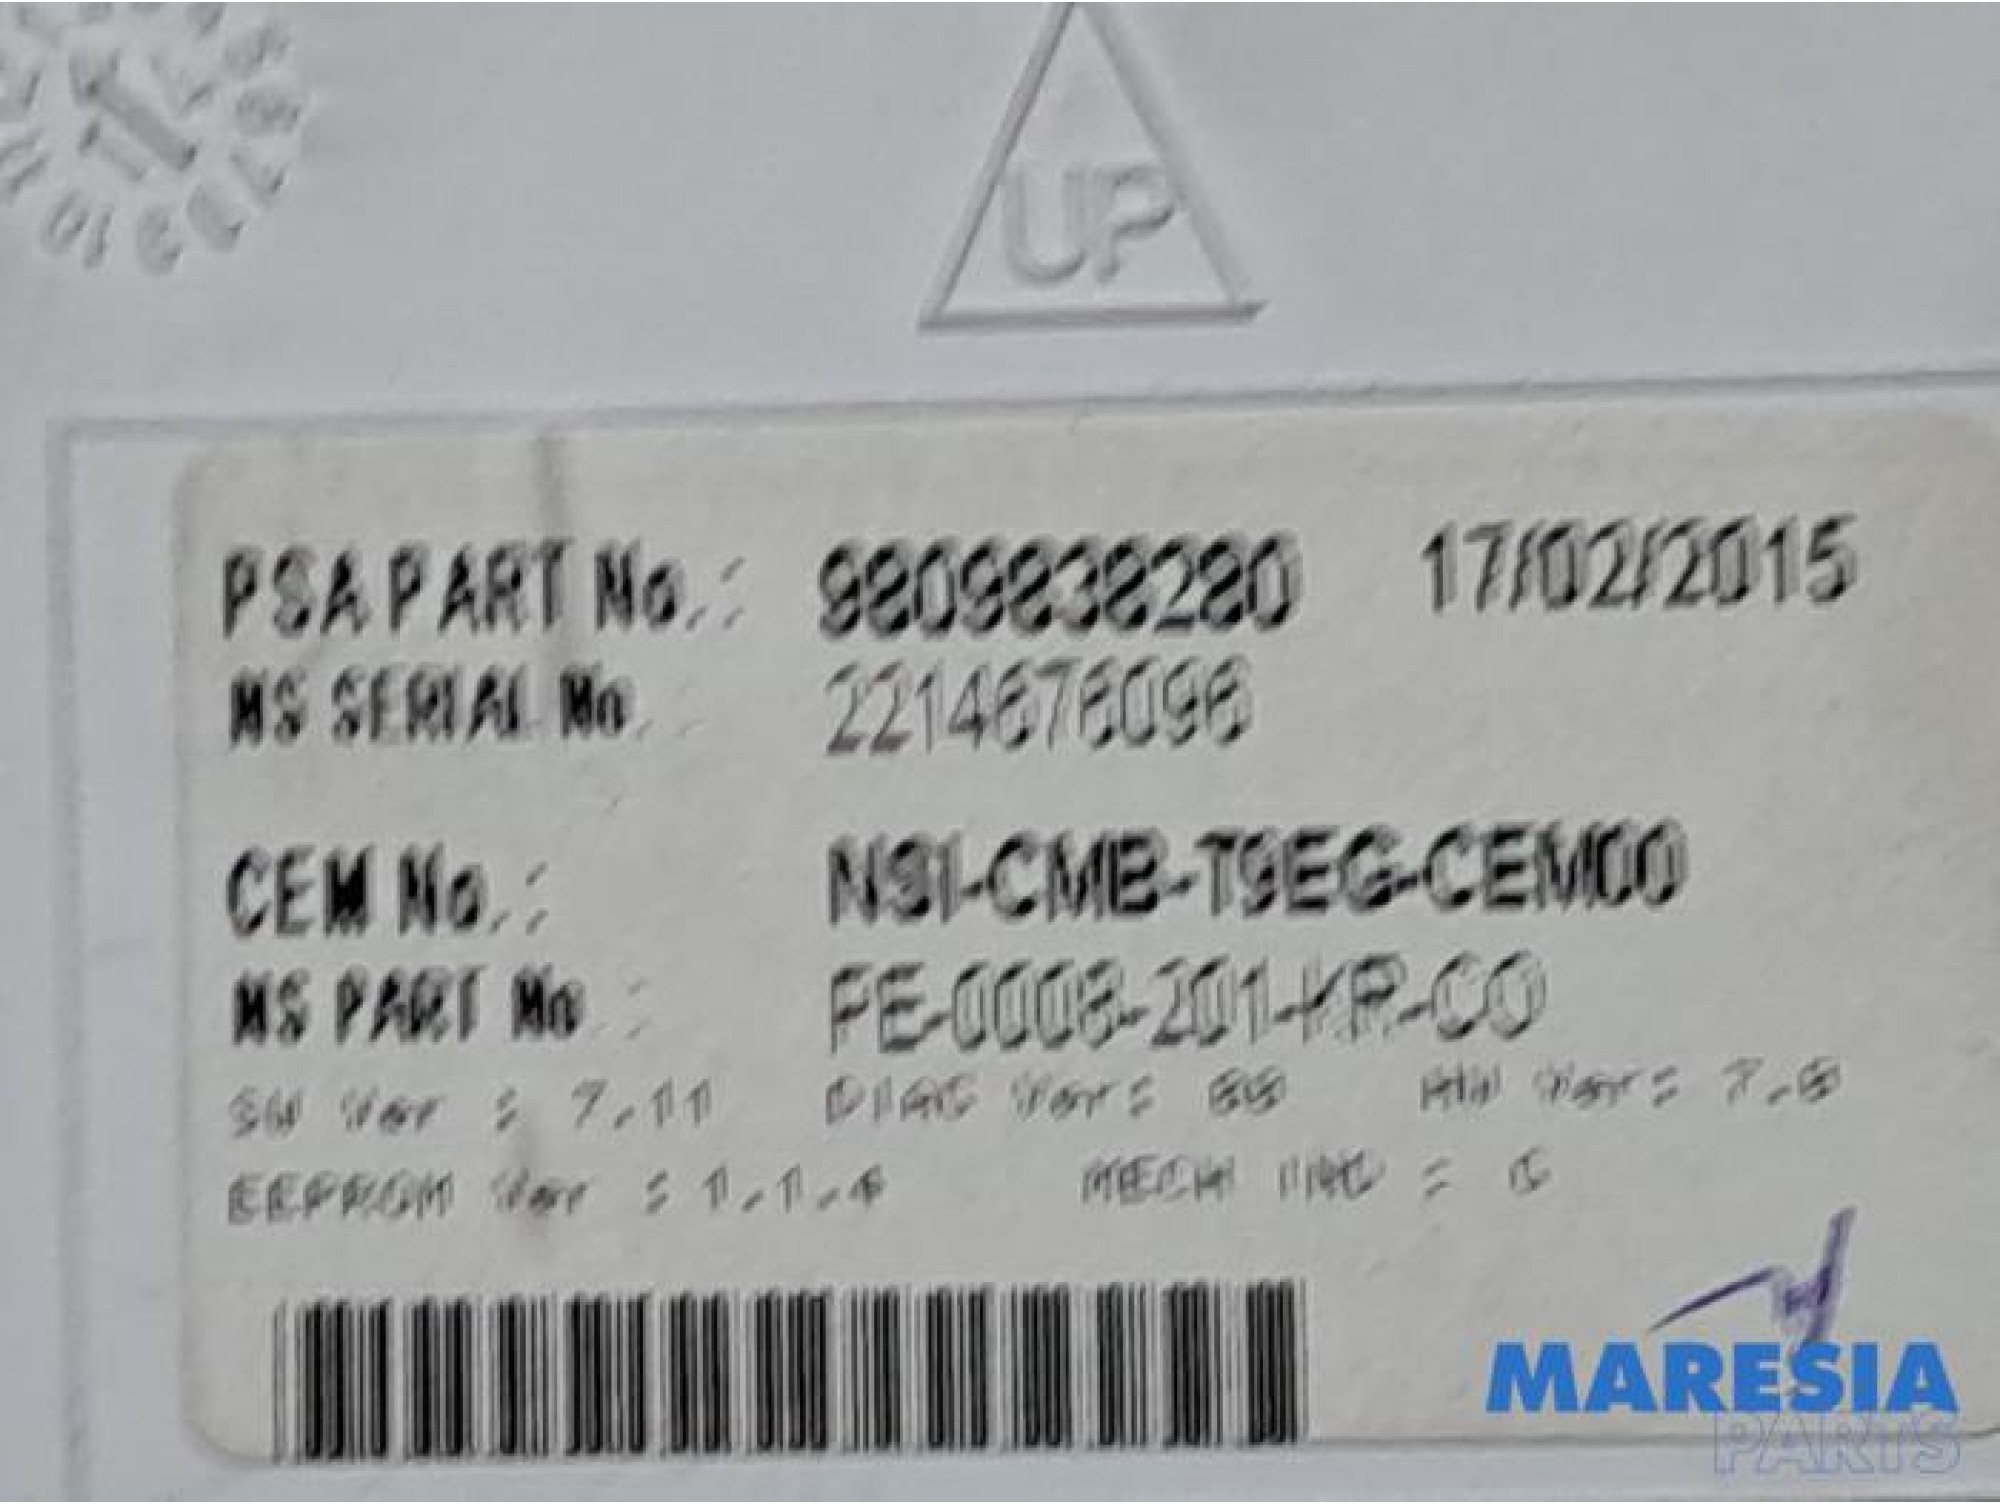 UP
PSA PART No.: 9809838280 17/02/2015
MS SERIAL No. 2214676096
CEM No.: NSI-CMB-T9EG-CEM00
MS PART No : PE-0008-201-KR-CO
SW Ver : 7.11 DIAG Ver: 88 HW Ver: 7.8
EEPROM Ver : 1.1.4 MECH IND :
MARESIA
PARTS